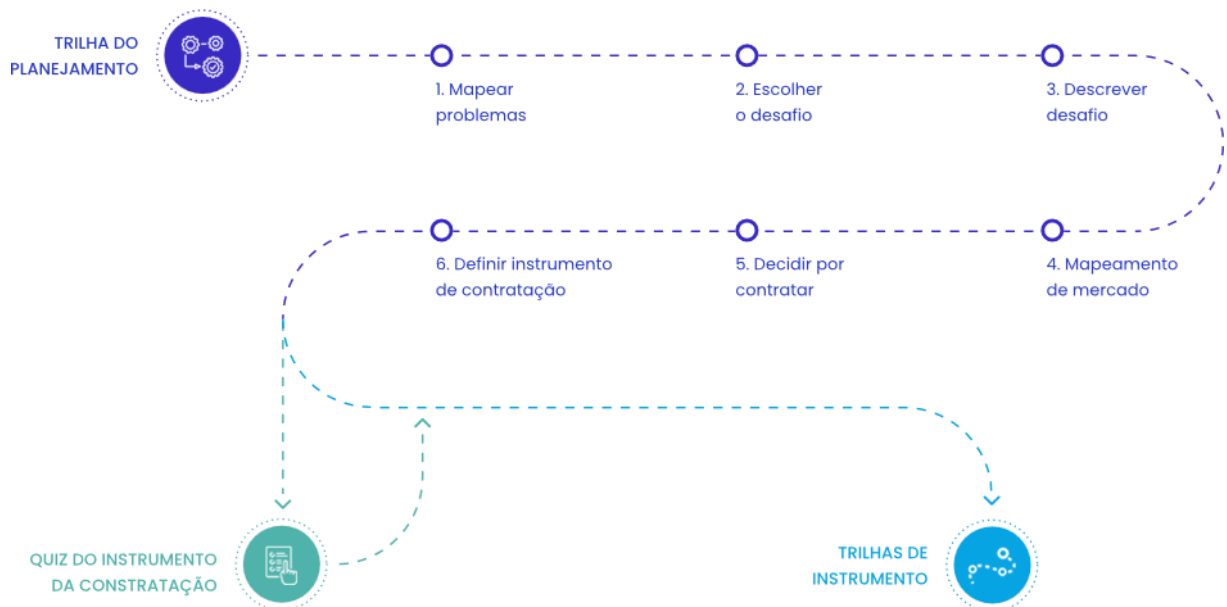 TRILHA DO
PLANEJAMENTO
1. Mapear
problemas
2. Escolher
o desafio
3. Descrever
desafio
6. Definir instrumento
de contratação
5. Decidir por
contratar
4. Mapeamento
de mercado
QUIZ DO INSTRUMENTO
DA CONSTRATAÇÃO
TRILHAS DE
INSTRUMENTO